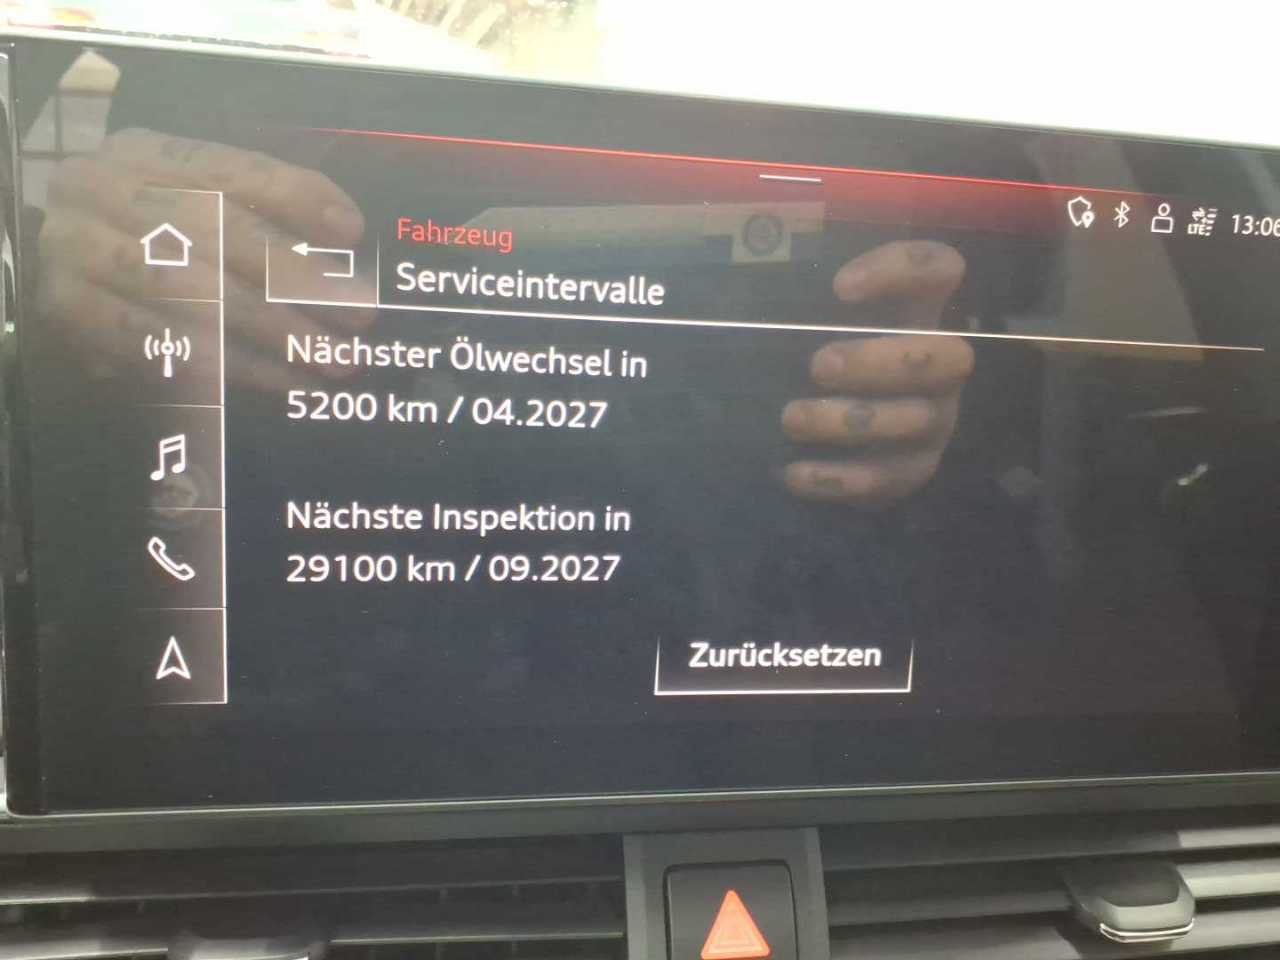 LTE
13:06
Fahrzeug
Serviceintervalle
Nächster Ölwechsel in
5200 km / 04.2027
Nächste Inspektion in
29100 km / 09.2027
Zurücksetzen